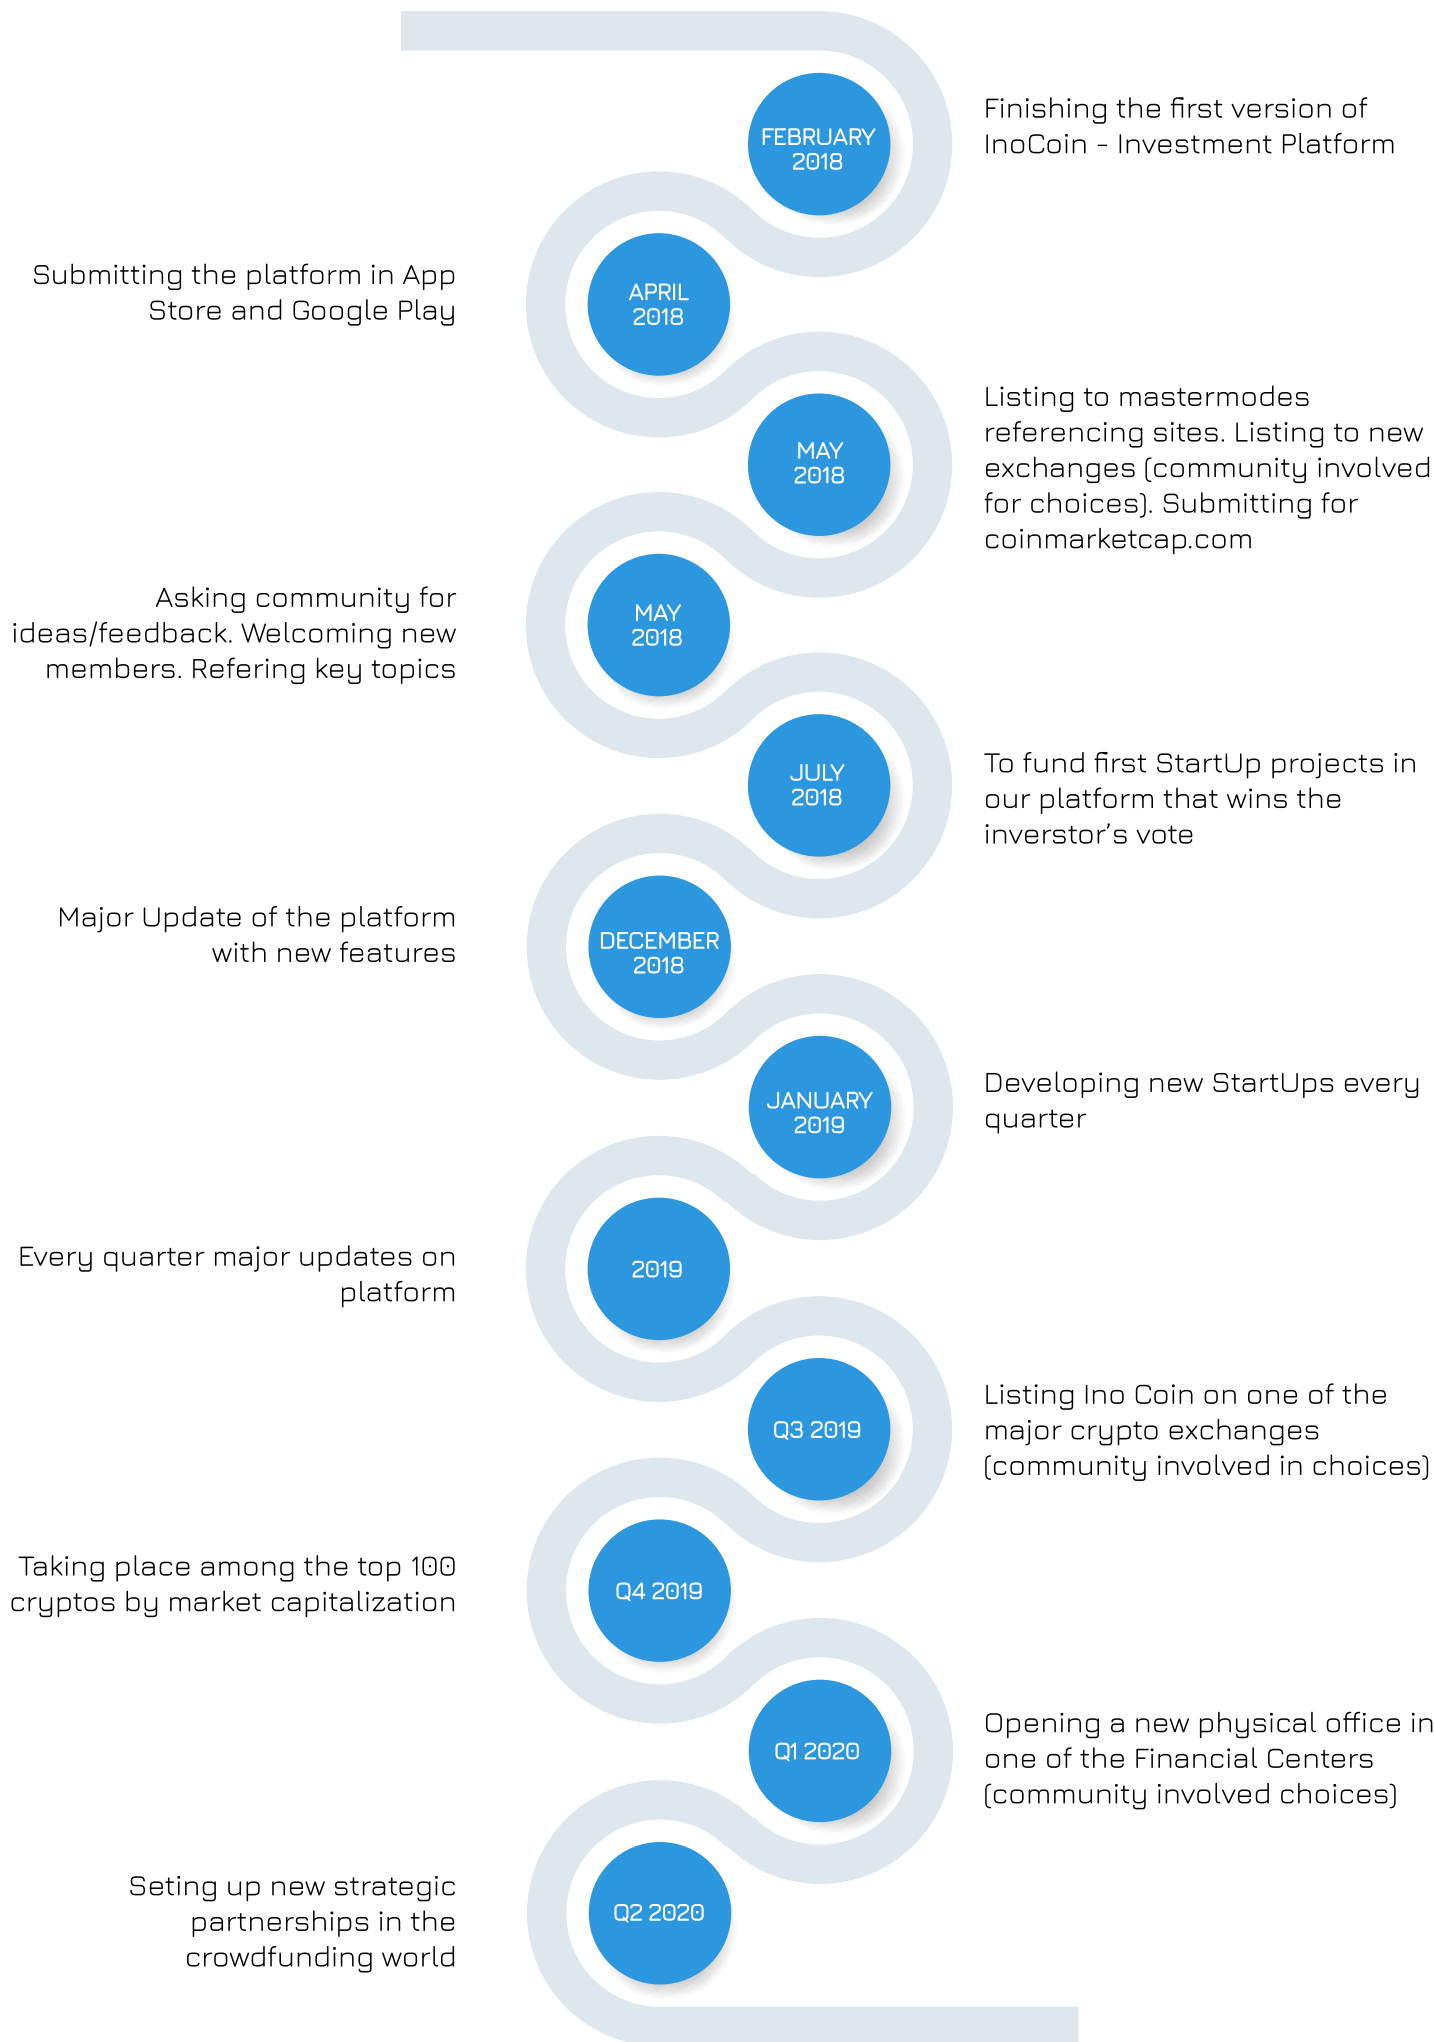 FEBRUARY
2018
Finishing the first version of
InoCoin - Investment Platform
Submitting the platform in App
Store and Google Play
APRIL
2018
MAY
2018
Listing to mastermodes
referencing sites. Listing to new
exchanges (community involved
for choices). Submitting for
coinmarketcap.com
Asking community for
ideas/feedback. Welcoming new
members. Refering key topics
MAY
2018
JULY
2018
To fund first StartUp projects in
our platform that wins the
inverstor's vote
Major Update of the platform
with new features
DECEMBER
2018
JANUARY
2019
Developing new StartUps every
quarter
Every quarter major updates on
platform
2019
Q3 2019
Listing Ino Coin on one of the
major crypto exchanges
(community involved in choices)
Taking place among the top 100
cryptos by market capitalization
Q4 2019
Q1 2020
Opening a new physical office in
one of the Financial Centers
(community involved choices)
Seting up new strategic
partnerships in the
crowdfunding world
Q2 2020